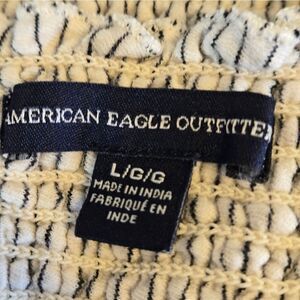 AMERICAN EAGLE OUTFITTE
L/G/G
MADE IN INDIA
FABRIQUÉ EN
INDE